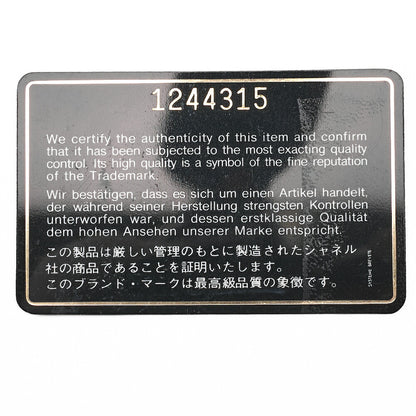 1244315
We certify the authenticity of this item and confirm
that it has been subjected to the most exacting quality
control. Its high quality is a symbol of the fine reputation
of the Trademark.
Wir bestätigen, dass es sich um einen Artikel handelt,
der während seiner Herstellung strengsten Kontrollen
unterworfen war, und dessen erstklassige Qualität
dem hohen Ansehen unserer Marke entspricht.
この製品は厳しい管理のもとに製造されたシャネル
社の商品であることを証明いたします。
このブランド・マークは最高級品質の象徴です。